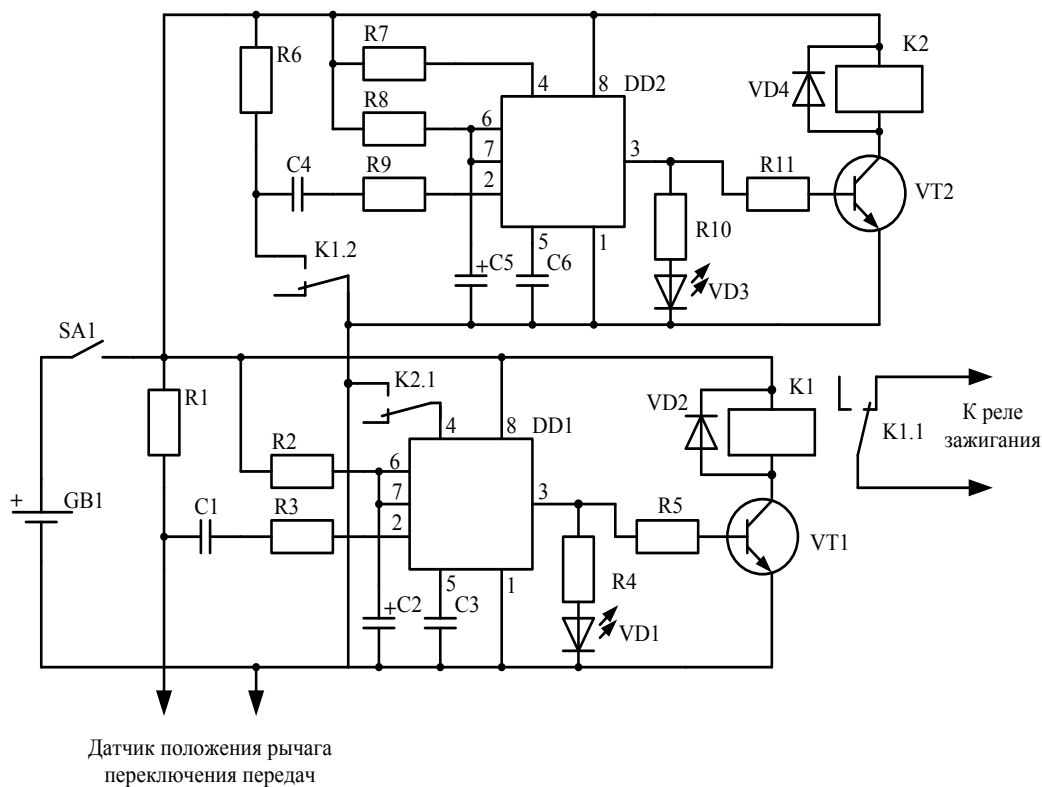 R7
K2
R6
4
8
DD2
VD4
R8
6
7
3
C4
R9
2
R11
VT2
R10
K1.2
5
1
+
C5
C6
VD3
SA1
K2.1
R1
K1
VD2
4
8
DD1
К реле
зажигания
K1.1
R2
6
+
GB1
7
3
C1
R3
2
R5
VT1
5
1
R4
+
C2
C3
VD1
Датчик положения рычага
переключения передач